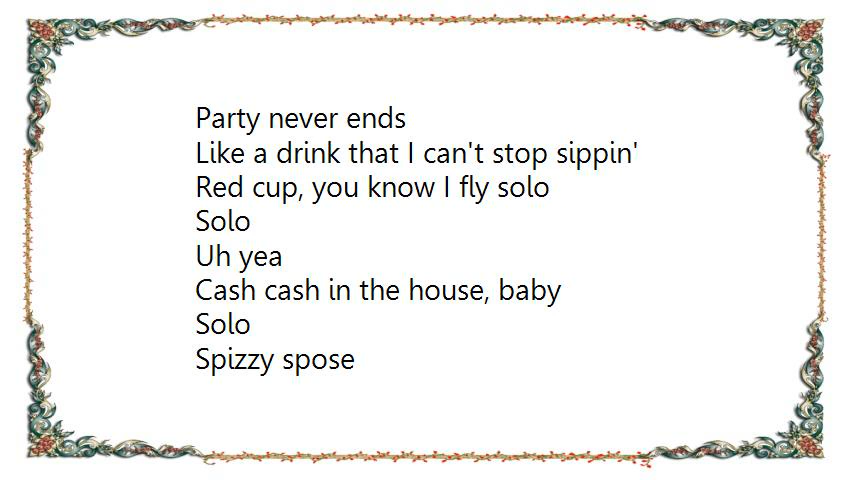 Party never ends
Like a drink that I can't stop sippin'
Red cup, you know I fly solo
Solo
Uh yea
Cash cash in the house, baby
Solo
Spizzy spose